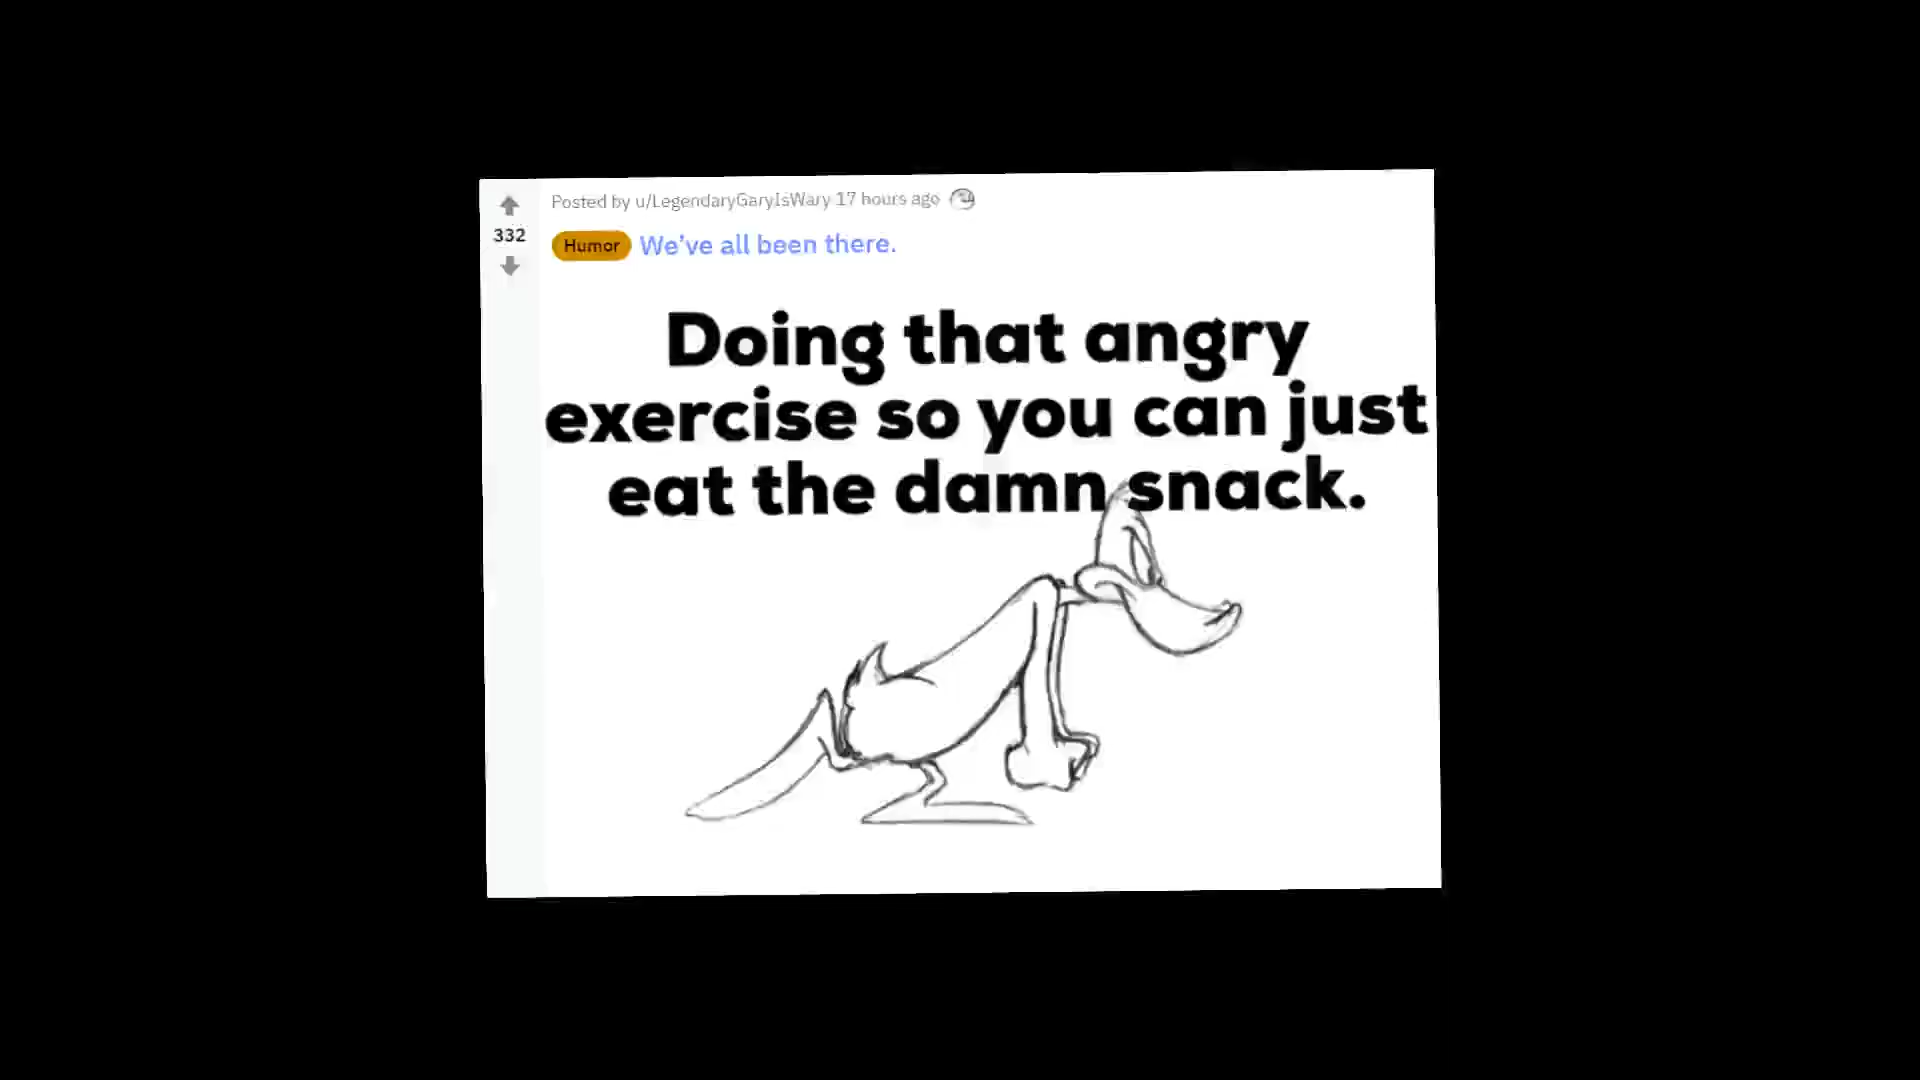 Posted by u/LegendaryGaryIsWary 17 hours ago
332
Humor We've all been there.
Doing that angry
exercise so you can just
eat the damn snack.